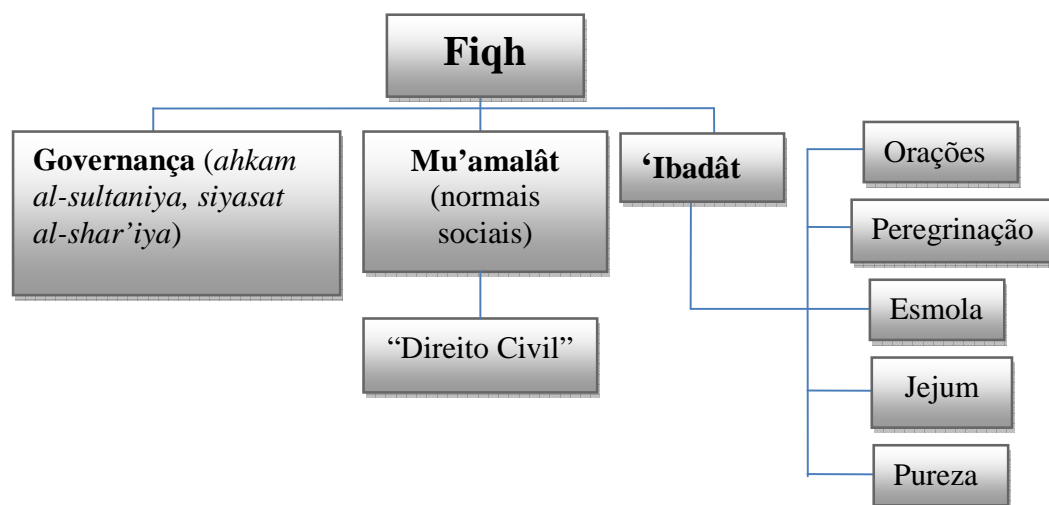 Fiqh
Governança (ahkam
al-sultaniya, siyasat
al-shar’iya)
Mu’amalât
(normais
sociais)
“Direito Civil”
‘Ibadât
Orações
Peregrinação
Esmola
Jejum
Pureza